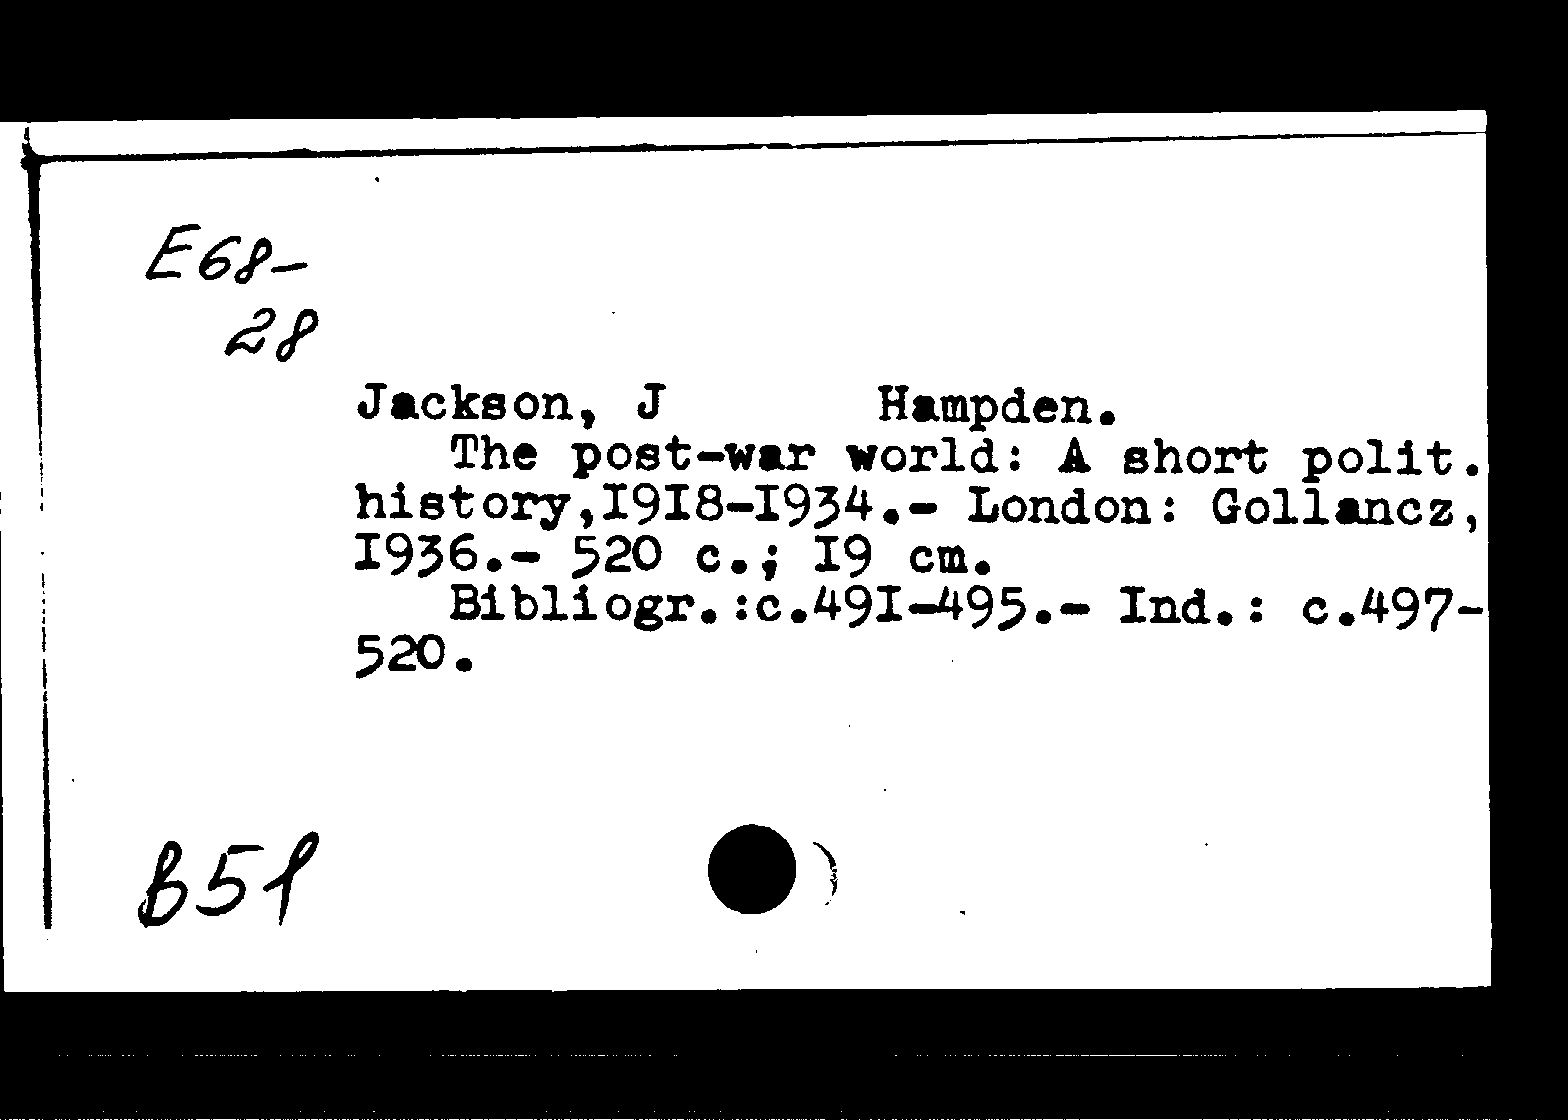 E68-
28
Jackson, J Hampden.
The post-war world: A short polit.
history,I9I8-I934.- London: Gollancz,
I936.- 520 c.; I9 cm.
Bibliogr.:c.49I-495.- Ind.: c.497-
520.
B51